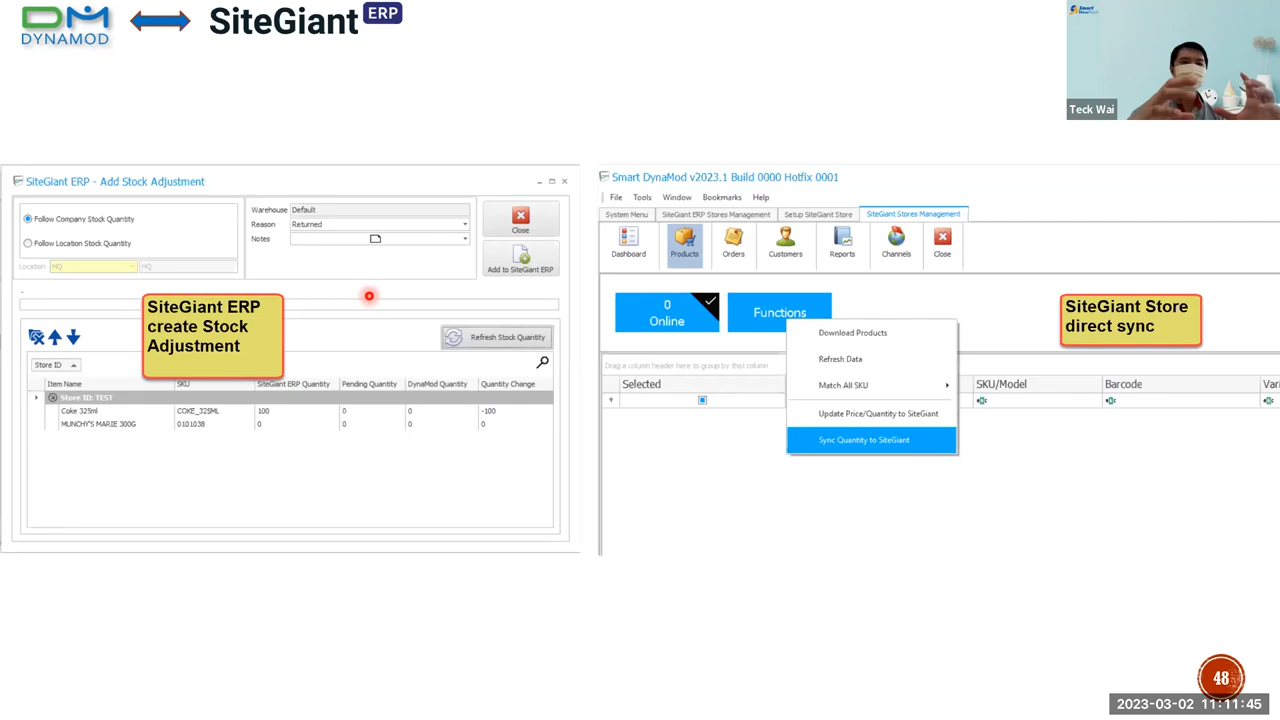 DM
DYNAMOD
SiteGiant ERP
Smart
Teck Wai
SiteGiant ERP - Add Stock Adjustment
Follow Company Stock Quantity
Follow Location Stock Quantity
Location HQ HQ
Warehouse Default
Reason Returned
Notes
Close
Add to SiteGiant ERP
SiteGiant ERP
create Stock
Adjustment
Refresh Stock Quantity
Store ID
Item Name SKU SiteGiant ERP Quantity Pending Quantity DynaMod Quantity Quantity Change
Store ID: TEST
Coke 325ml COKE_325ML 100 0 0 -100
MUNCHY'S MARIE 300G 0101038 0 0 0 0
Smart DynaMod v2023.1 Build 0000 Hotfix 0001
File Tools Window Bookmarks Help
System Menu SiteGiant ERP Stores Management Setup SiteGiant Store SiteGiant Stores Management
Dashboard Products Orders Customers Reports Channels Close
0
Online
Functions
SiteGiant Store
direct sync
Download Products
Refresh Data
Match All SKU
Update Price/Quantity to SiteGiant
Sync Quantity to SiteGiant
Drag a column header here to group by this column
Selected SKU/Model Barcode Vari
48
2023-03-02 11:11:45